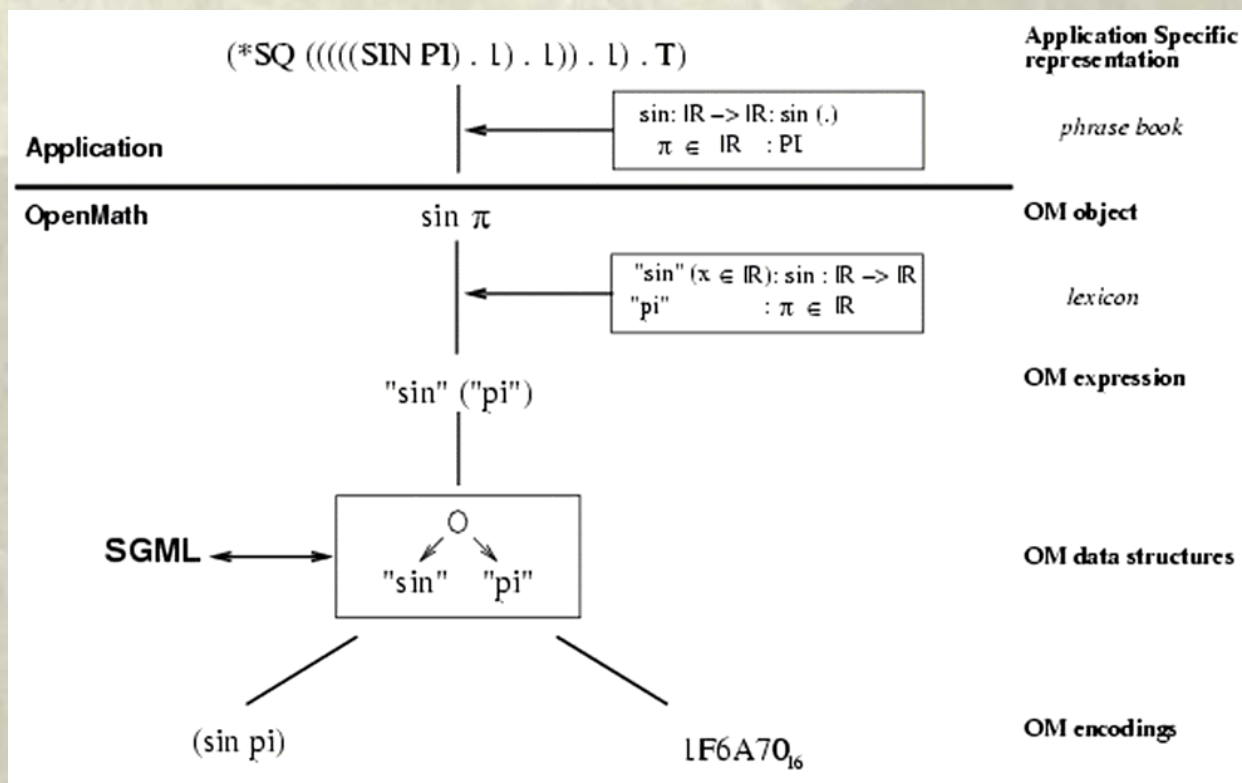 (*SQ (((((SIN PI) . 1) . 1)) . 1) . T)
Application Specific
representation
sin: IR –> IR: sin (.)
π ∈ IR : PI
phrase book
Application
OpenMath
sin π
OM object
"sin" (x ∈ IR): sin : IR –> IR
"pi" : π ∈ IR
lexicon
"sin" ("pi")
OM expression
O
SGML
"sin" "pi"
OM data structures
(sin pi)
1F6A70₁₆
OM encodings